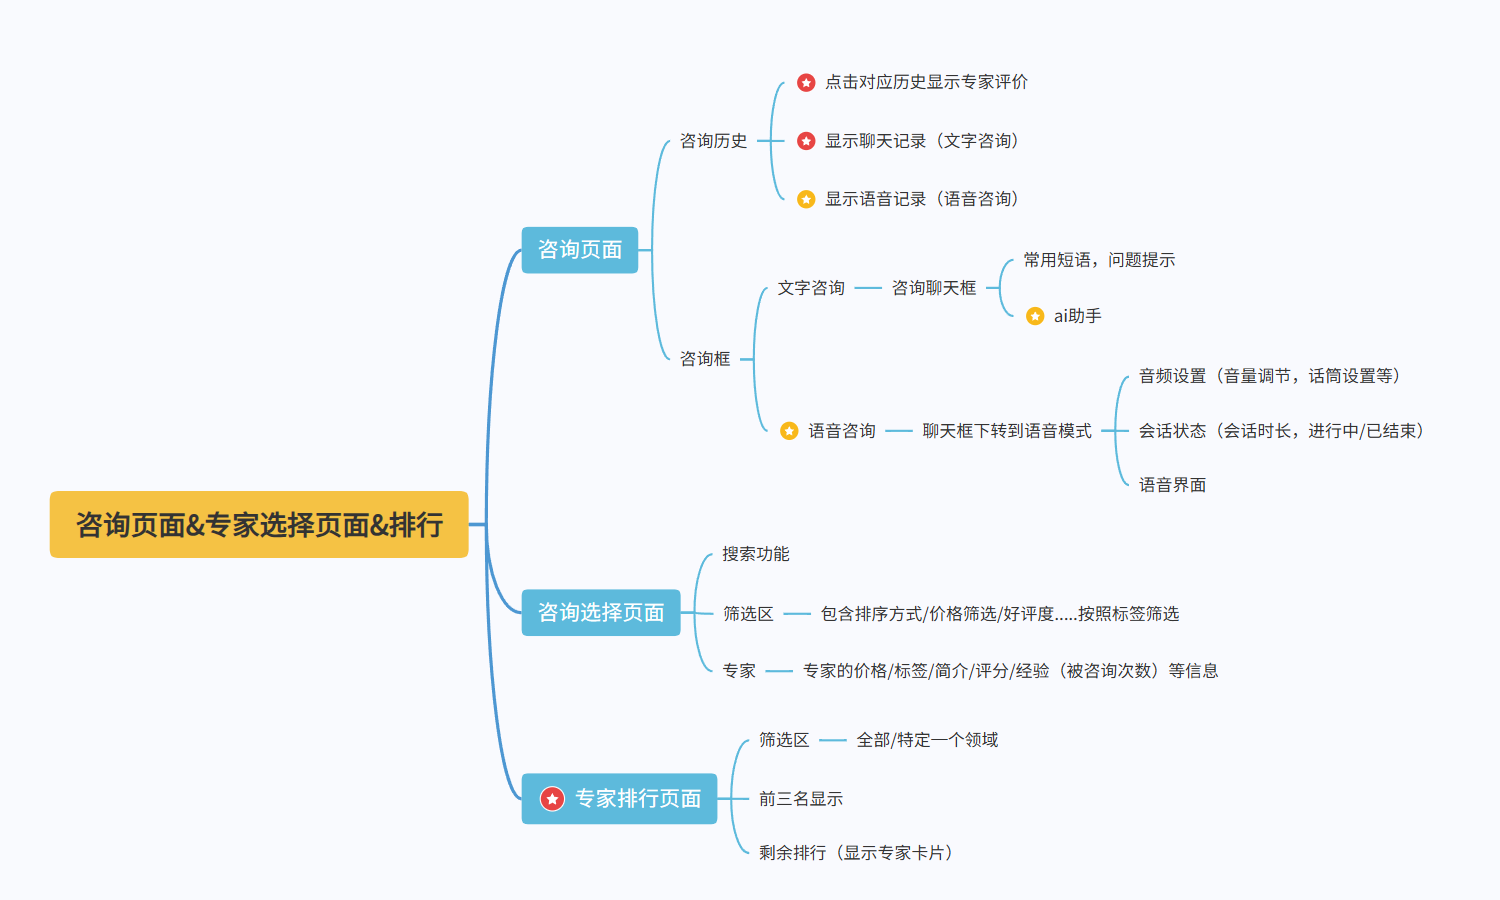 咨询页面&专家选择页面&排行
咨询页面
咨询历史
点击对应历史显示专家评价
显示聊天记录（文字咨询）
显示语音记录（语音咨询）
咨询框
文字咨询
咨询聊天框
常用短语，问题提示
ai助手
语音咨询
聊天框下转到语音模式
音频设置（音量调节，话筒设置等）
会话状态（会话时长，进行中/已结束）
语音界面
咨询选择页面
搜索功能
筛选区
包含排序方式/价格筛选/好评度.....按照标签筛选
专家
专家的价格/标签/简介/评分/经验（被咨询次数）等信息
专家排行页面
筛选区
全部/特定一个领域
前三名显示
剩余排行（显示专家卡片）